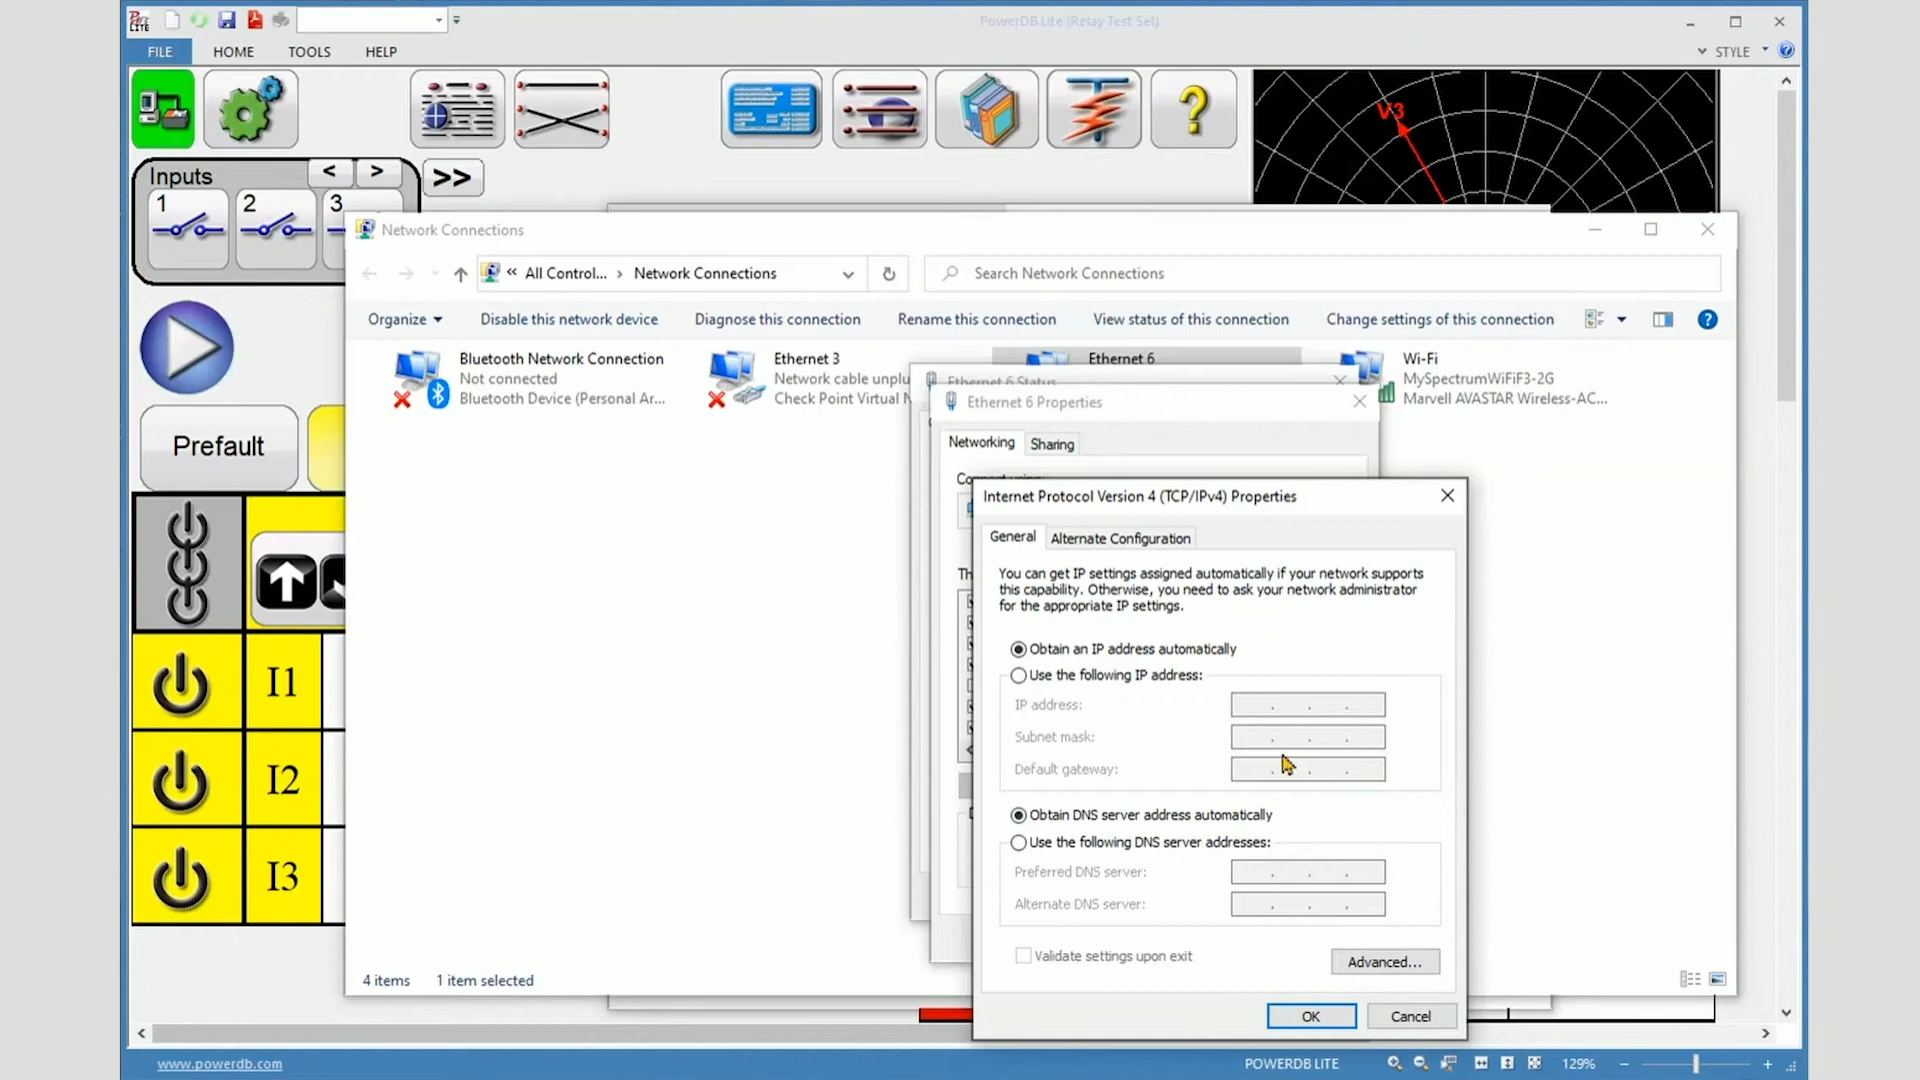 PowerDB Lite (Relay Test Set)
LITE
FILE HOME TOOLS HELP
STYLE
V3
Inputs < > >>
1 2 3
Network Connections
« All Control... › Network Connections
Search Network Connections
Organize Disable this network device Diagnose this connection Rename this connection View status of this connection Change settings of this connection
Bluetooth Network Connection
Not connected
Bluetooth Device (Personal Ar...
Ethernet 3
Network cable unplu
Check Point Virtual N
Ethernet 6
Wi-Fi
MySpectrumWiFiF3-2G
Marvell AVASTAR Wireless-AC...
Ethernet 6 Status
Ethernet 6 Properties
Networking Sharing
Prefault
Internet Protocol Version 4 (TCP/IPv4) Properties
General Alternate Configuration
You can get IP settings assigned automatically if your network supports
this capability. Otherwise, you need to ask your network administrator
for the appropriate IP settings.
Obtain an IP address automatically
Use the following IP address:
IP address:
Subnet mask:
Default gateway:
Obtain DNS server address automatically
Use the following DNS server addresses:
Preferred DNS server:
Alternate DNS server:
Validate settings upon exit
Advanced...
OK Cancel
I1
I2
I3
4 items 1 item selected
www.powerdb.com
POWERDB LITE
129%